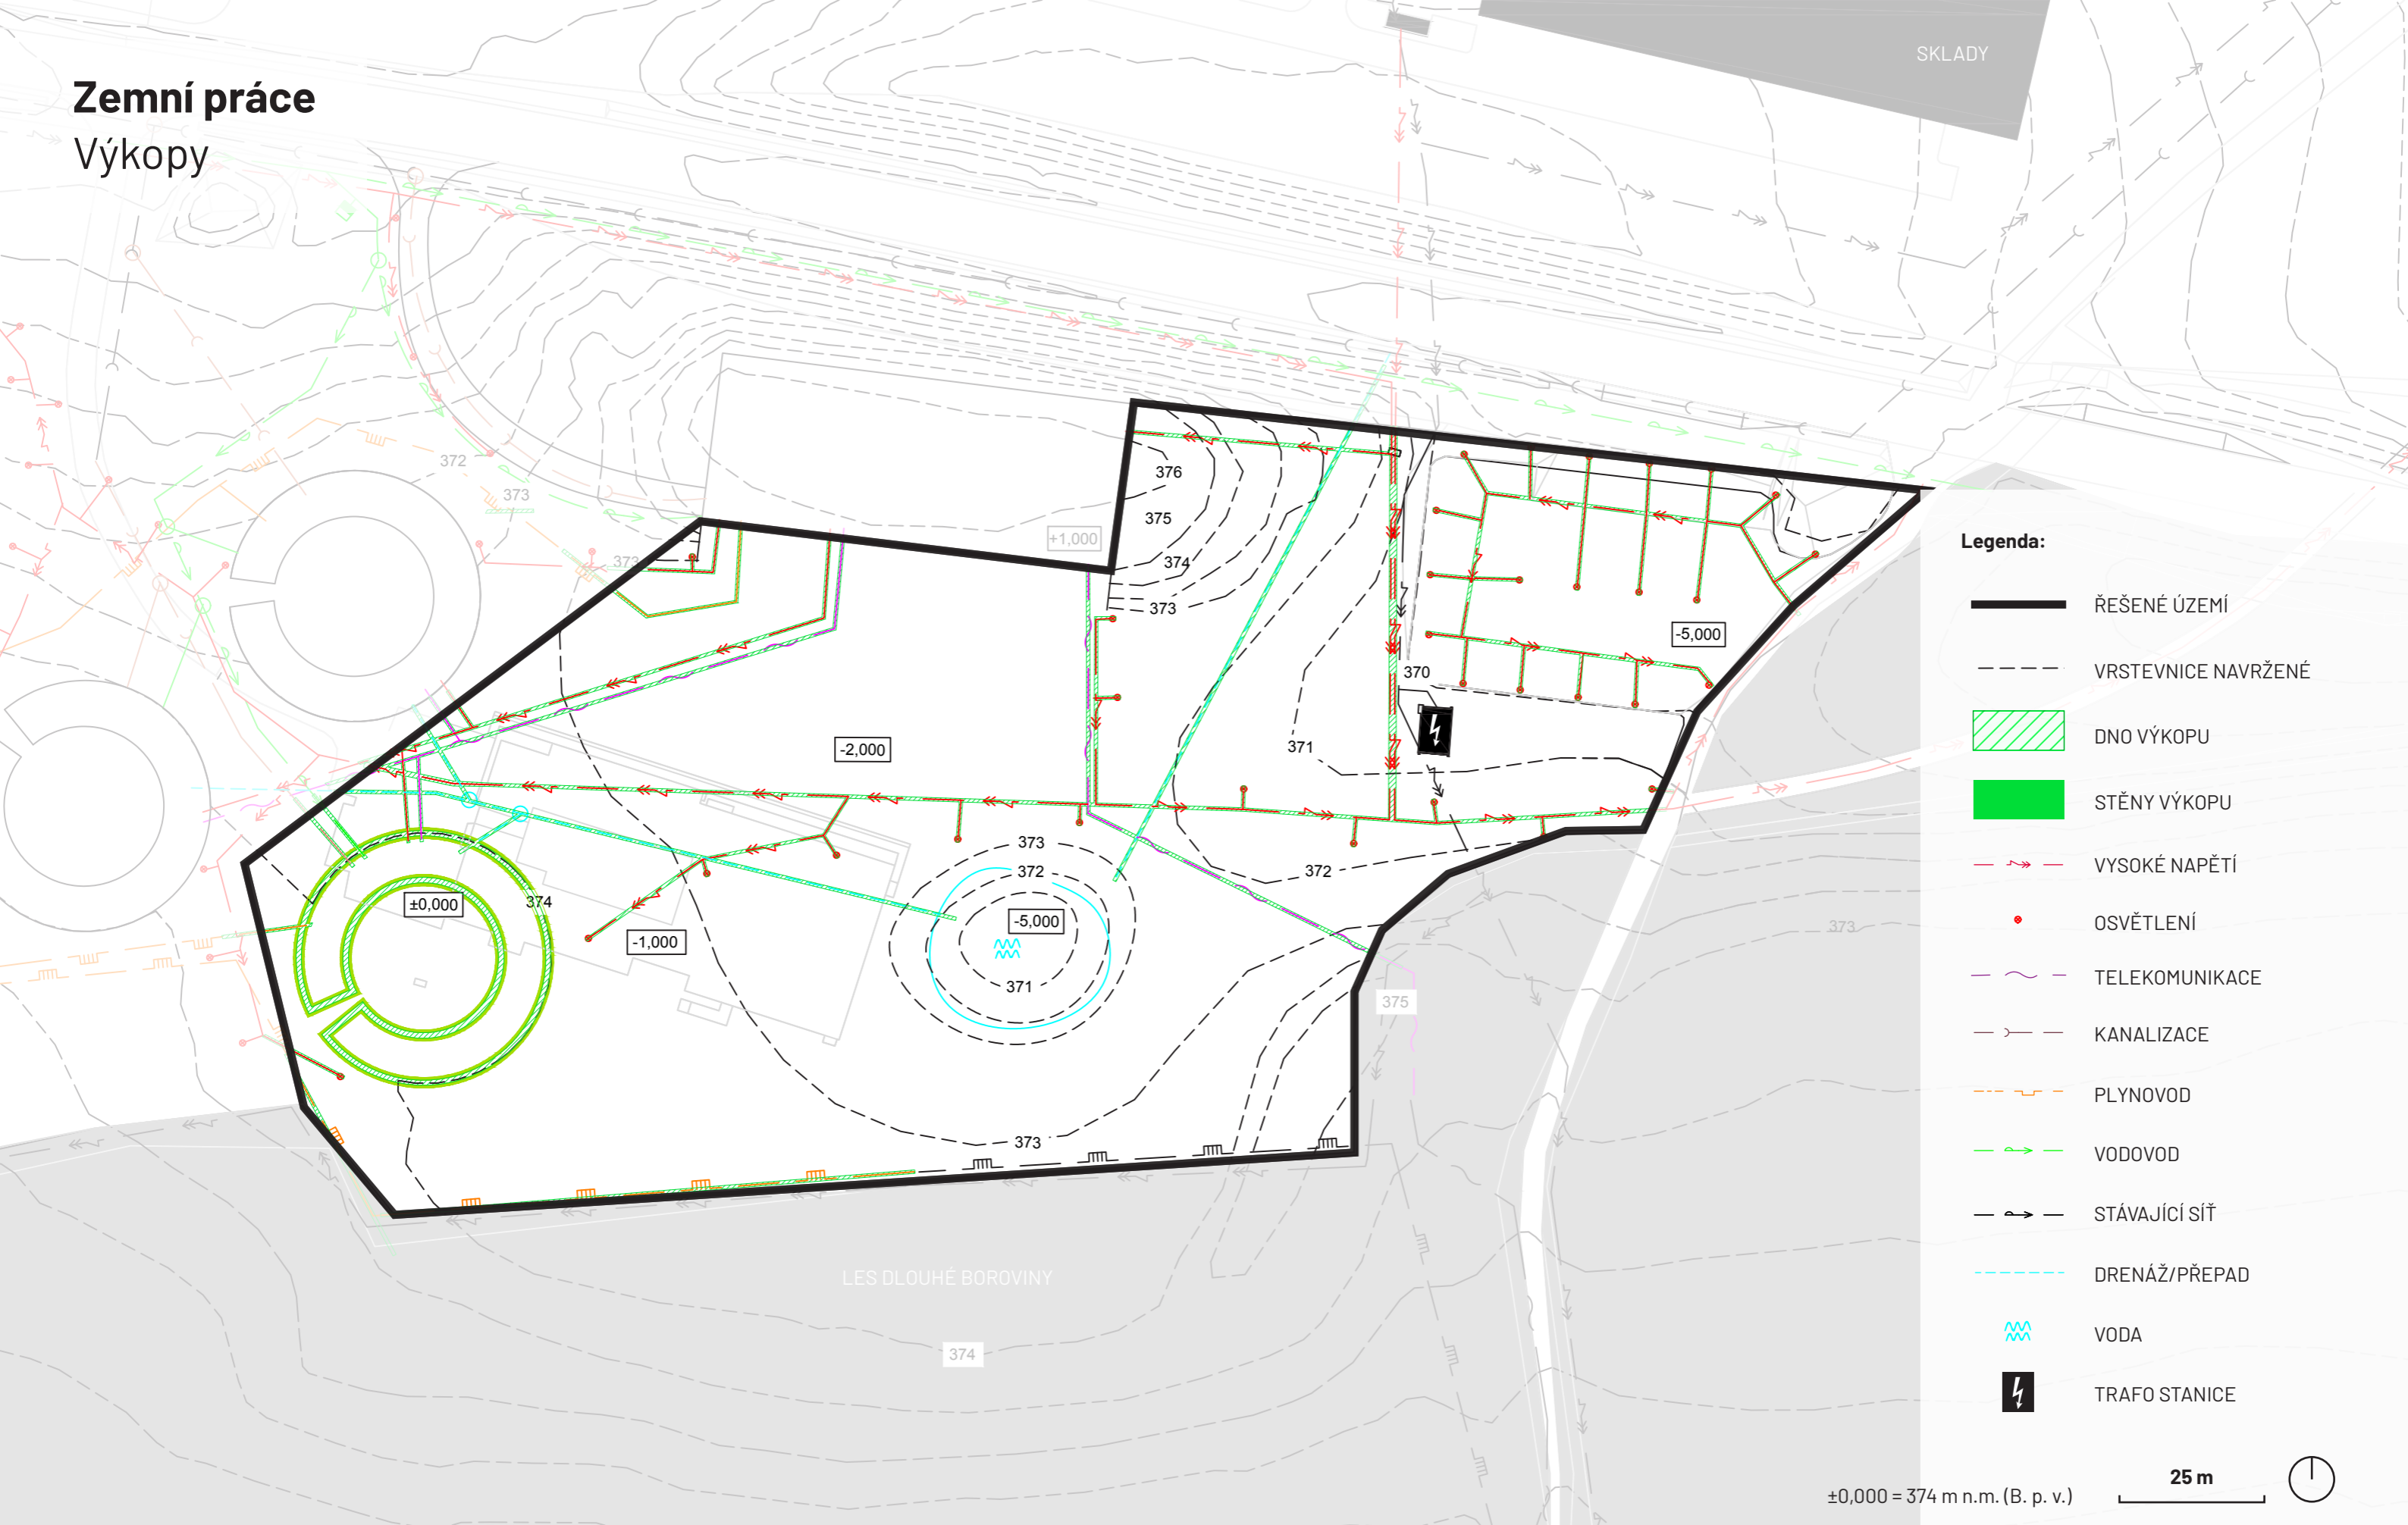 Zemní práce
Výkopy
SKLADY
372
373
373
+1,000
376
375
374
373
-5,000
370
371
-2,000
373
372
372
±0,000
374
-1,000
-5,000
371
373
375
373
LES DLOUHÉ BOROVINY
374
Legenda:
ŘEŠENÉ ÚZEMÍ
VRSTEVNICE NAVRŽENÉ
DNO VÝKOPU
STĚNY VÝKOPU
VYSOKÉ NAPĚTÍ
OSVĚTLENÍ
TELEKOMUNIKACE
KANALIZACE
PLYNOVOD
VODOVOD
STÁVAJÍCÍ SÍŤ
DRENÁŽ/PŘEPAD
VODA
TRAFO STANICE
±0,000 = 374 m n.m. (B. p. v.)
25 m